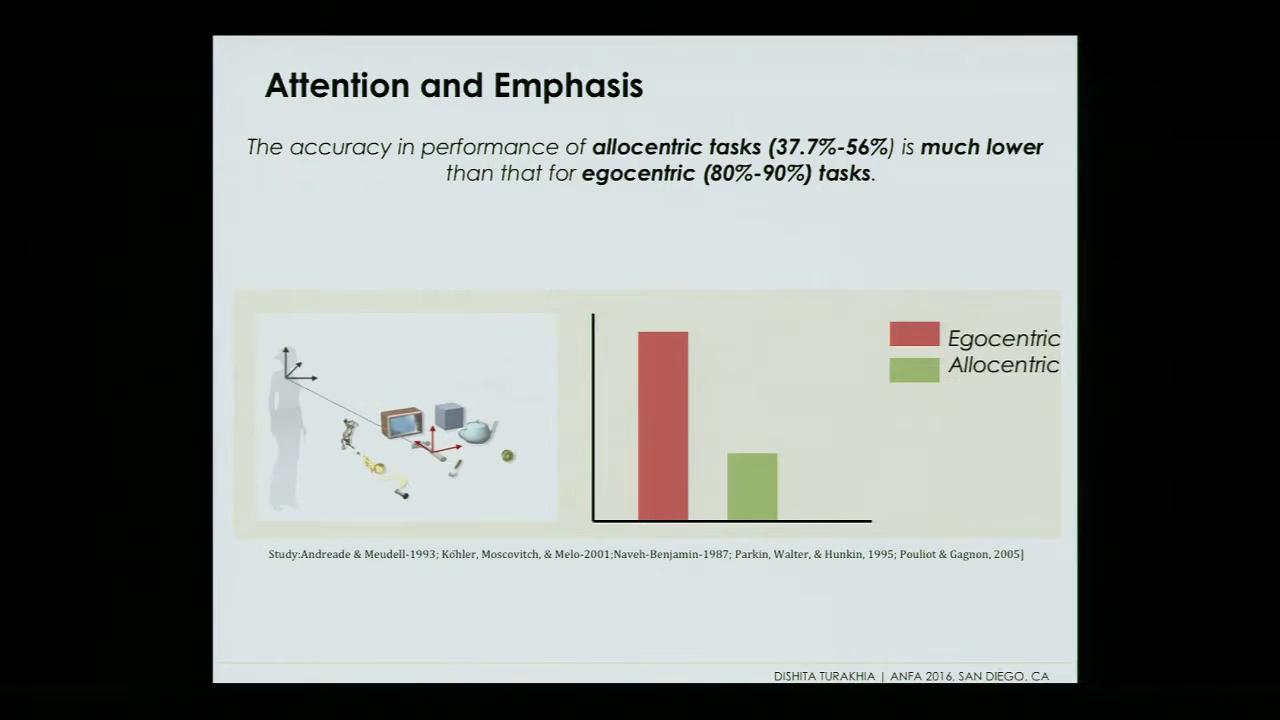 Attention and Emphasis
The accuracy in performance of allocentric tasks (37.7%-56%) is much lower
than that for egocentric (80%-90%) tasks.
Egocentric
Allocentric
Study:Andreade & Meudell-1993; Köhler, Moscovitch, & Melo-2001;Naveh-Benjamin-1987; Parkin, Walter, & Hunkin, 1995; Pouliot & Gagnon, 2005]
DISHITA TURAKHIA | ANFA 2016, SAN DIEGO, CA